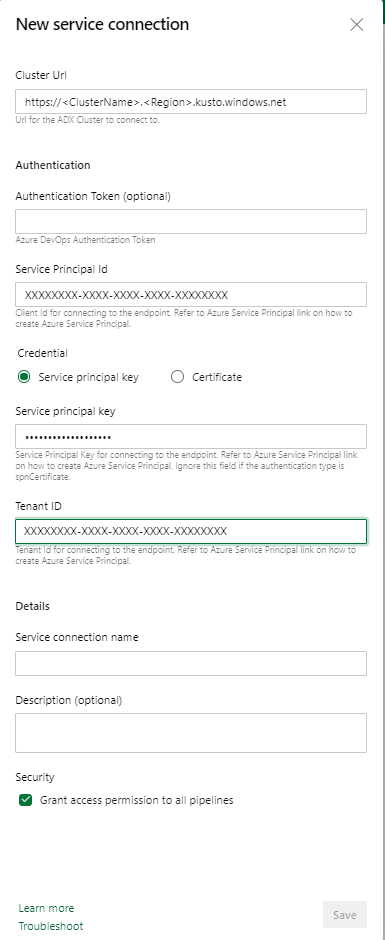 New service connection
Cluster Url
https://<ClusterName>.<Region>.kusto.windows.net
Url for the ADX Cluster to connect to.
Authentication
Authentication Token (optional)
Azure DevOps Authentication Token
Service Principal Id
XXXXXXXX-XXXX-XXXX-XXXX-XXXXXXXX
Client Id for connecting to the endpoint. Refer to Azure Service Principal link on how to
create Azure Service Principal.
Credential
Service principal key
Certificate
Service principal key
•••••••••••••••••••
Service Principal Key for connecting to the endpoint. Refer to Azure Service Principal link
on how to create Azure Service Principal. Ignore this field if the authentication type is
spnCertificate.
Tenant ID
XXXXXXXX-XXXX-XXXX-XXXX-XXXXXXXX
Tenant Id for connecting to the endpoint. Refer to Azure Service Principal link on how to
create Azure Service Principal.
Details
Service connection name
Description (optional)
Security
Grant access permission to all pipelines
Learn more
Troubleshoot
Save